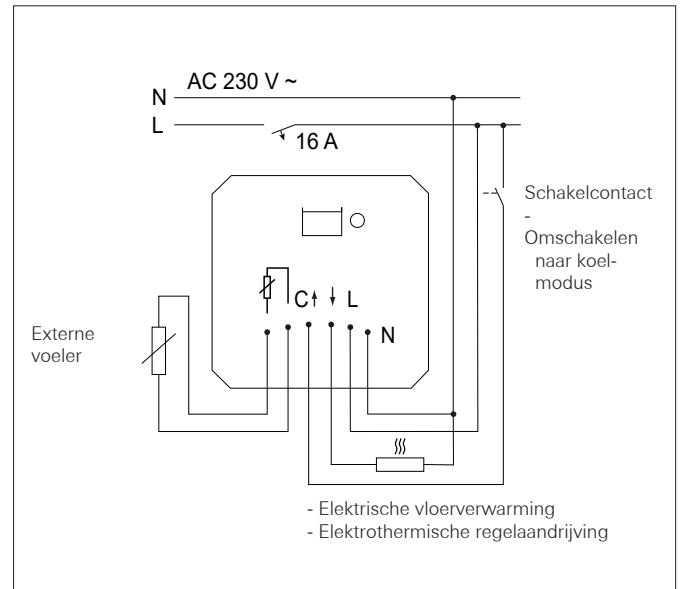 AC 230 V ~
N
L
16 A
Schakelcontact
-
Omschakelen
naar koel-
modus
C L
N
Externe
voeler
- Elektrische vloerverwarming
- Elektrothermische regelaandrijving